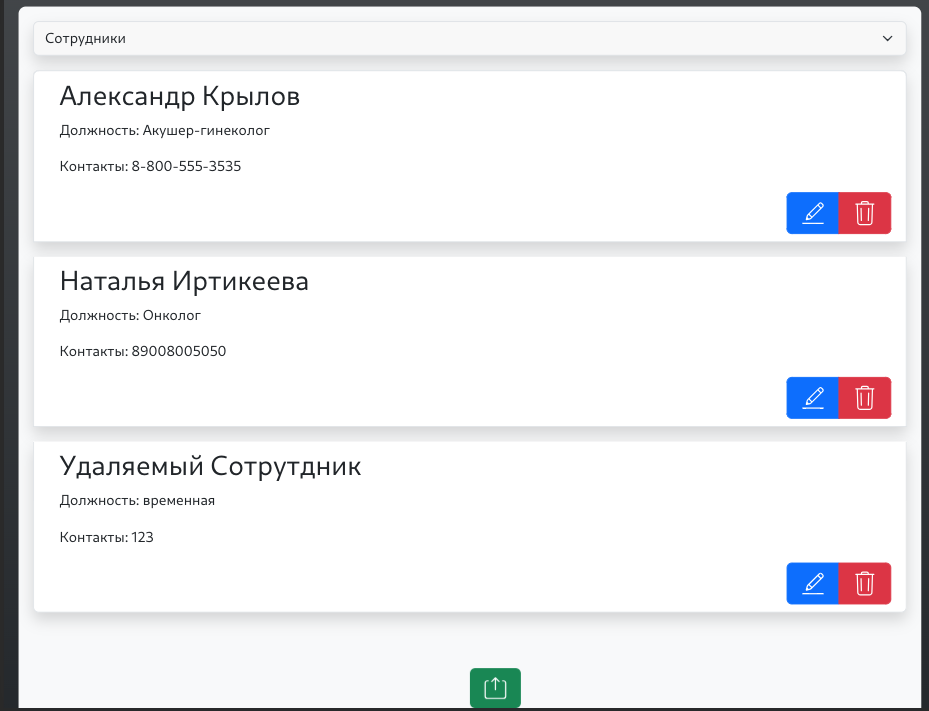 Сотрудники
Александр Крылов
Должность: Акушер-гинеколог
Контакты: 8-800-555-3535
Наталья Иртикеева
Должность: Онколог
Контакты: 89008005050
Удаляемый Сотрутдник
Должность: временная
Контакты: 123